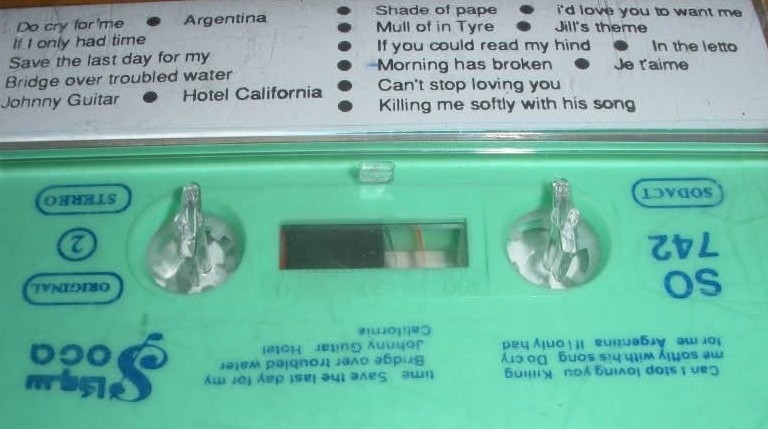 Do cry for'me ● Argentina
If I only had time
Save the last day for my
Bridge over troubled water
Johnny Guitar ● Hotel California
● Shade of pape ● i'd love you to want me
● Mull of in Tyre ● Jill's theme
● If you could read my hind ● In the letto
● Morning has broken ● Je t'aime
● Can't stop loving you
● Killing me softly with his song
Can I stop loving you Killing
me softly with his song Do cry
for me Argentina If I only had
time Save the last day for my
Bridge over troubled water
Johnny Guitar Hotel
California
ORIGINAL
2
STEREO
SO
742
SODACT